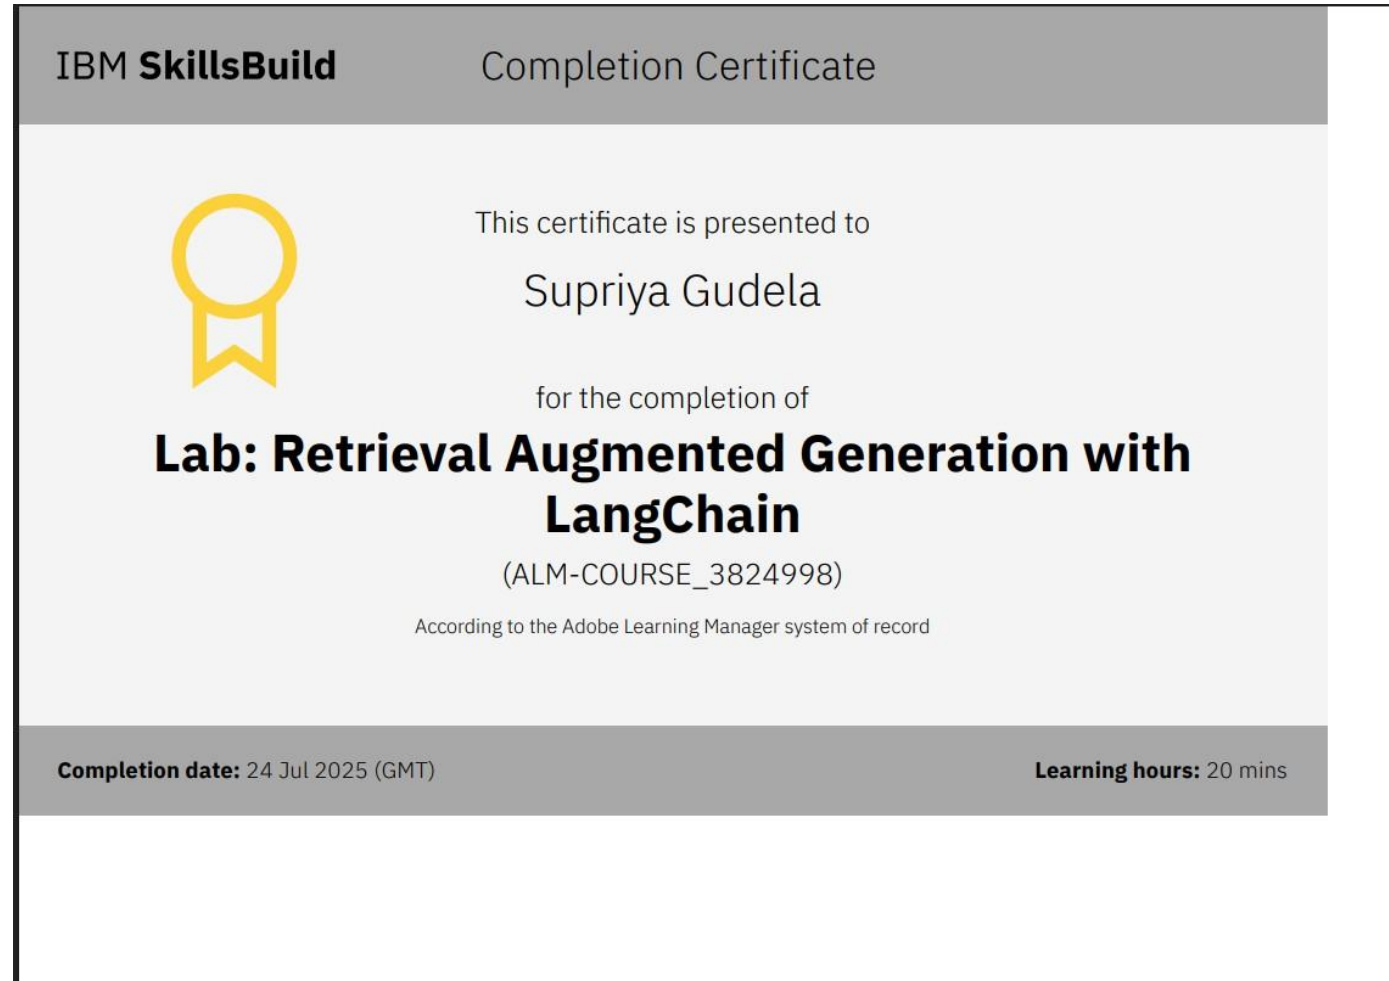 IBM SkillsBuild Completion Certificate
This certificate is presented to
Supriya Gudela
for the completion of
Lab: Retrieval Augmented Generation with
LangChain
(ALM-COURSE_3824998)
According to the Adobe Learning Manager system of record
Completion date: 24 Jul 2025 (GMT) Learning hours: 20 mins